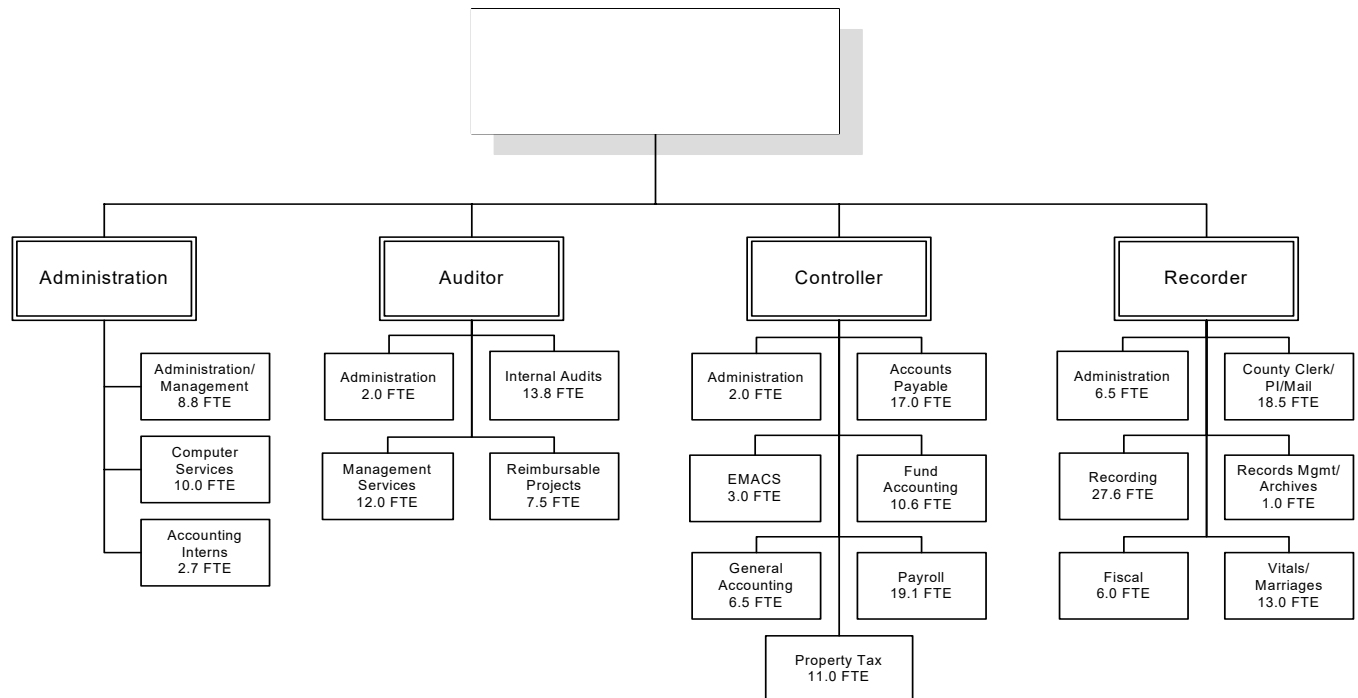 Administration
Auditor
Controller
Recorder
Administration/
Management
8.8 FTE
Computer
Services
10.0 FTE
Accounting
Interns
2.7 FTE
Administration
2.0 FTE
Internal Audits
13.8 FTE
Management
Services
12.0 FTE
Reimbursable
Projects
7.5 FTE
Administration
2.0 FTE
Accounts
Payable
17.0 FTE
EMACS
3.0 FTE
Fund
Accounting
10.6 FTE
General
Accounting
6.5 FTE
Payroll
19.1 FTE
Property Tax
11.0 FTE
Administration
6.5 FTE
County Clerk/
PI/Mail
18.5 FTE
Recording
27.6 FTE
Records Mgmt/
Archives
1.0 FTE
Fiscal
6.0 FTE
Vitals/
Marriages
13.0 FTE